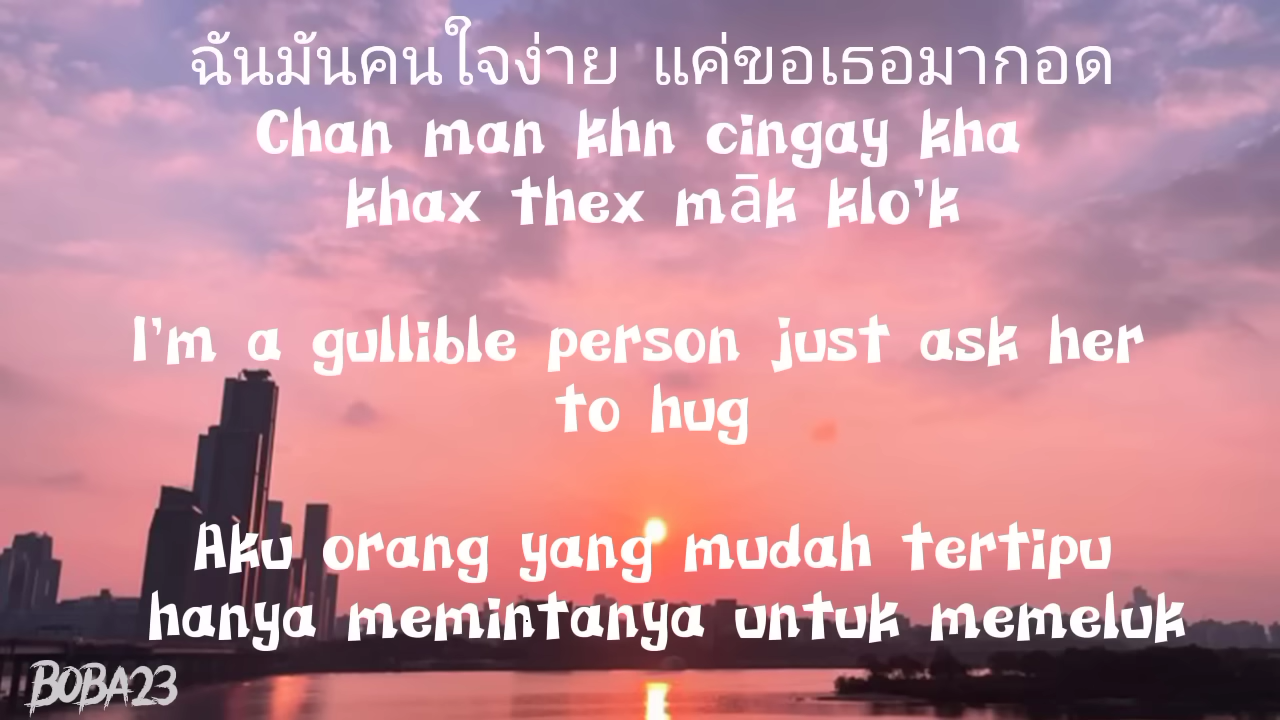 ฉันมันคนใจง่าย แค่ขอเธอมากอด
Chan man khn cingay kha
khax thex māk klo'k
I'm a gullible person just ask her
to hug
Aku orang yang mudah tertipu
hanya memintanya untuk memeluk
BOBA23